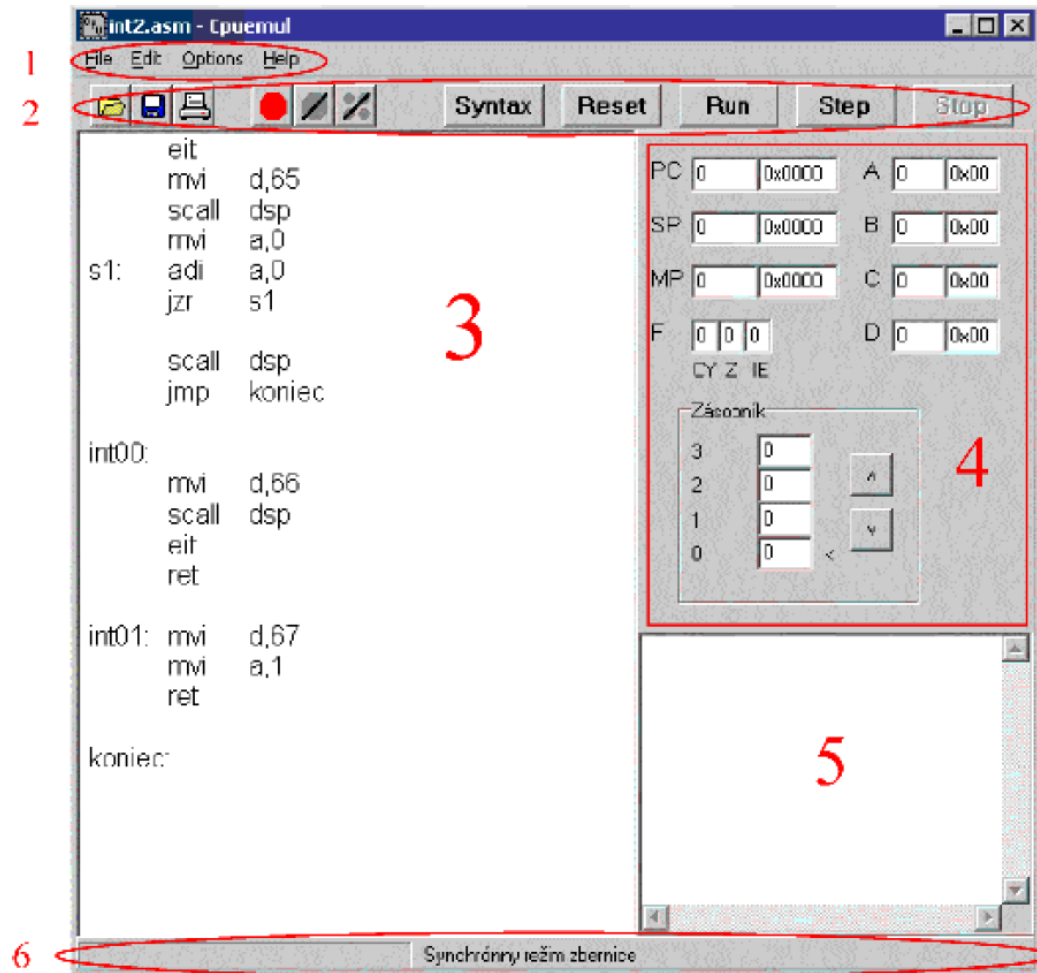 int2.asm - Cpuemul
1 File Edit Options Help
2 Syntax Reset Run Step Stop
eit
mvi d,65
scall dsp
mvi a,0
s1: adi a,0
jzr s1
scall dsp
jmp koniec
int00:
mvi d,66
scall dsp
eit
ret
int01: mvi d,67
mvi a,1
ret
koniec:
3
PC 0 0x0000 A 0 0x00
SP 0 0x0000 B 0 0x00
MP 0 0x0000 C 0 0x00
F 0 0 0 D 0 0x00
CY Z IE
Zásobník
3 0
2 0
1 0
0 0 <
4
5
6 Synchrónny režim zbernice